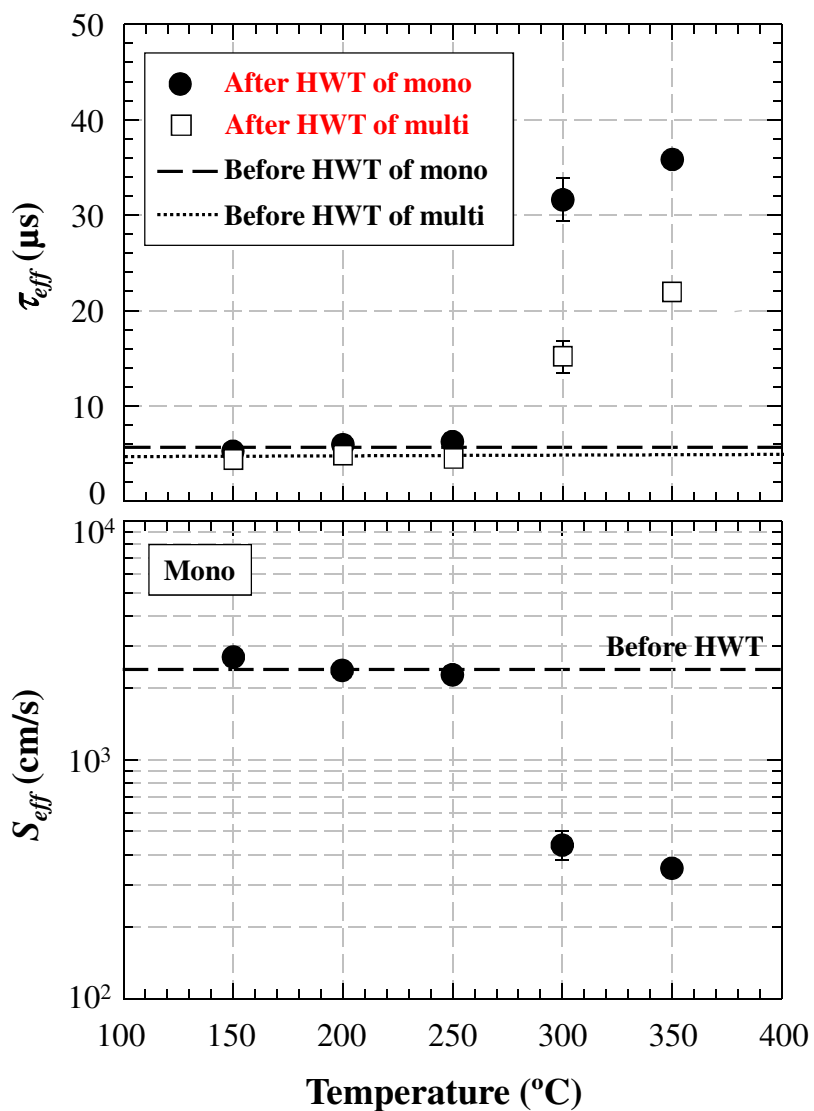 50
40
30
20
10
0
τeff (µs)
After HWT of mono
After HWT of multi
Before HWT of mono
Before HWT of multi
10⁴
10³
10²
Seff (cm/s)
Mono
Before HWT
100 150 200 250 300 350 400
Temperature (ºC)